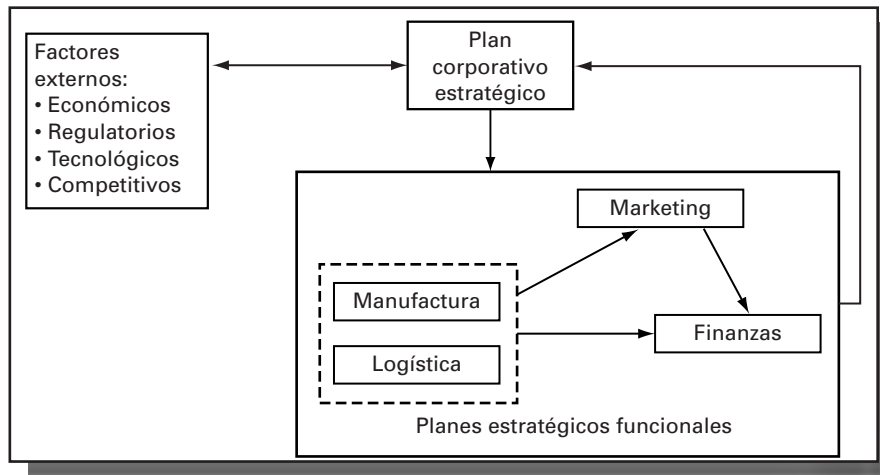 Factores
externos:
• Económicos
• Regulatorios
• Tecnológicos
• Competitivos
Plan
corporativo
estratégico
Marketing
Manufactura
Finanzas
Logística
Planes estratégicos funcionales